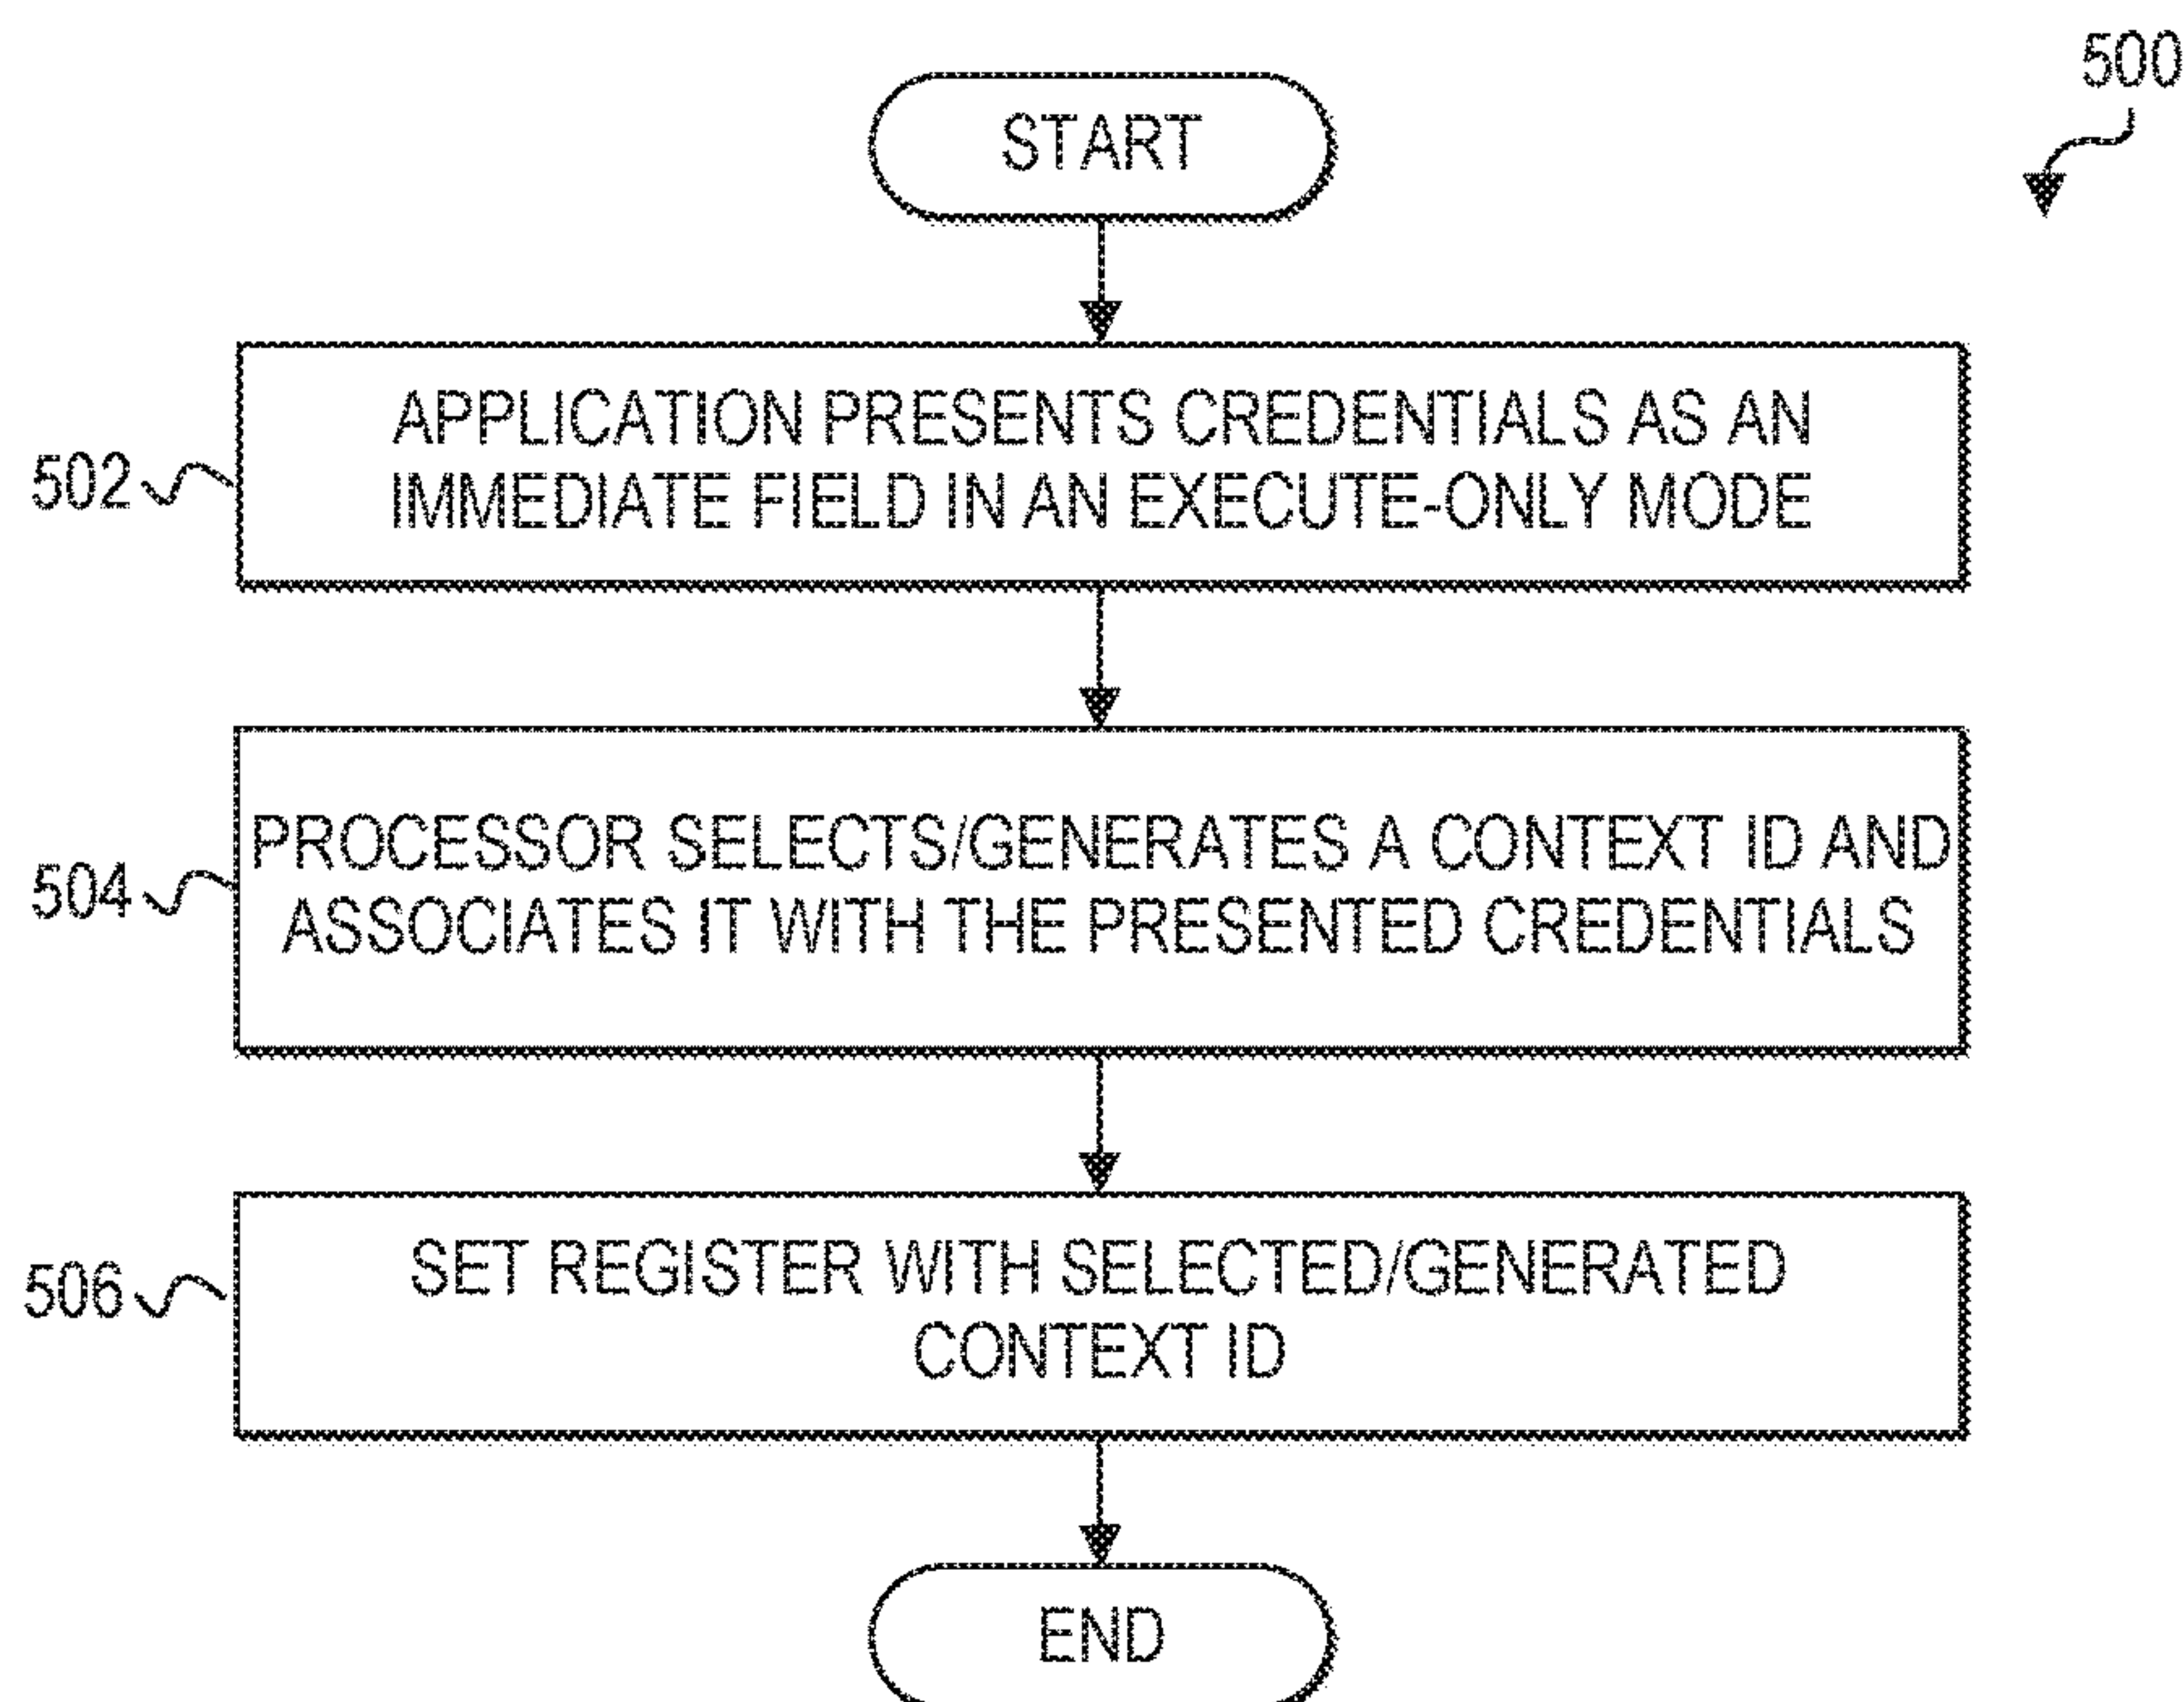 500
START
APPLICATION PRESENTS CREDENTIALS AS AN
IMMEDIATE FIELD IN AN EXECUTE-ONLY MODE
502
PROCESSOR SELECTS/GENERATES A CONTEXT ID AND
ASSOCIATES IT WITH THE PRESENTED CREDENTIALS
504
SET REGISTER WITH SELECTED/GENERATED
CONTEXT ID
506
END